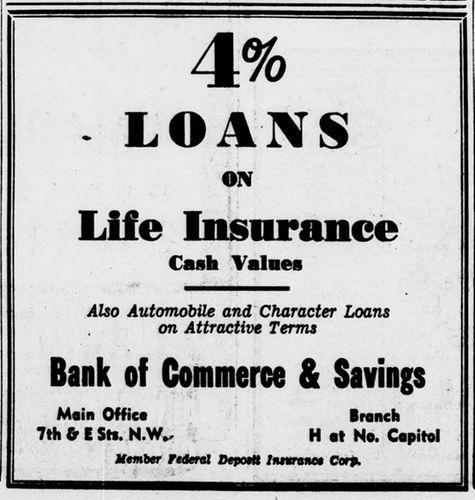 4%
LOANS
ON
Life Insurance
Cash Values
Also Automobile and Character Loans
on Attractive Terms
Bank of Commerce & Savings
Main Office Branch
7th & E Sts. N.W. H at No. Capitol
Member Federal Deposit Insurance Corp.